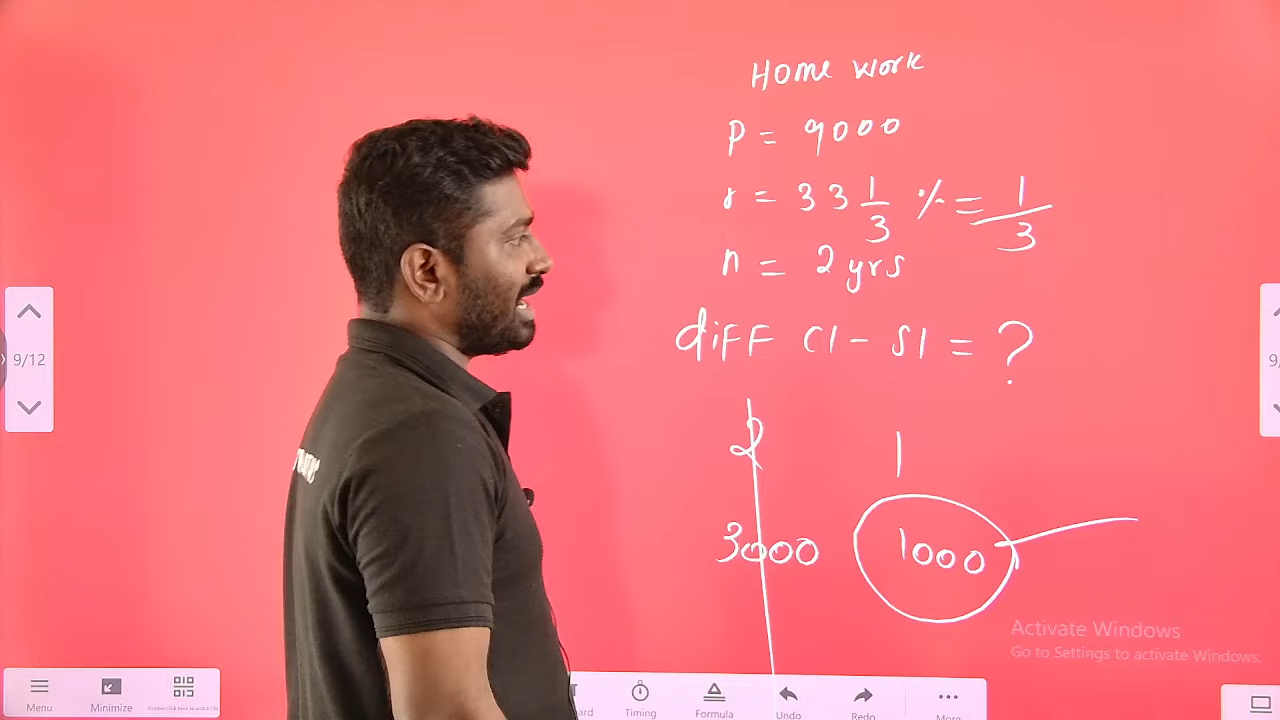 Home work
P = 9000
r = 33 1/3 % = 1/3
n = 2 yrs
diFF CI - SI = ?
2 1
3000 1000
9/12
Activate Windows
Go to Settings to activate Windows.
Menu Minimize Timing Formula Undo Redo More